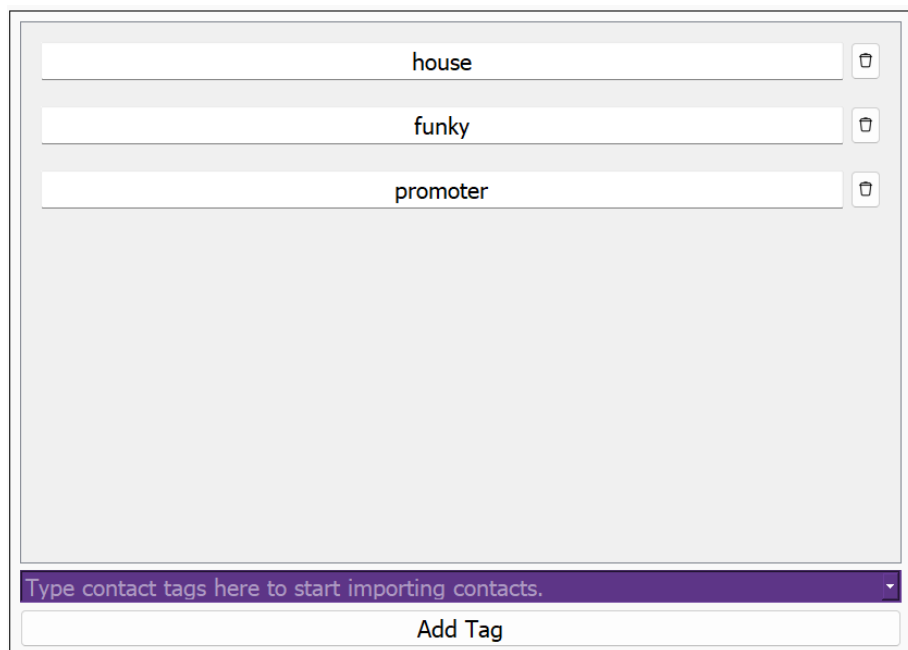 house
funky
promoter
Type contact tags here to start importing contacts.
Add Tag